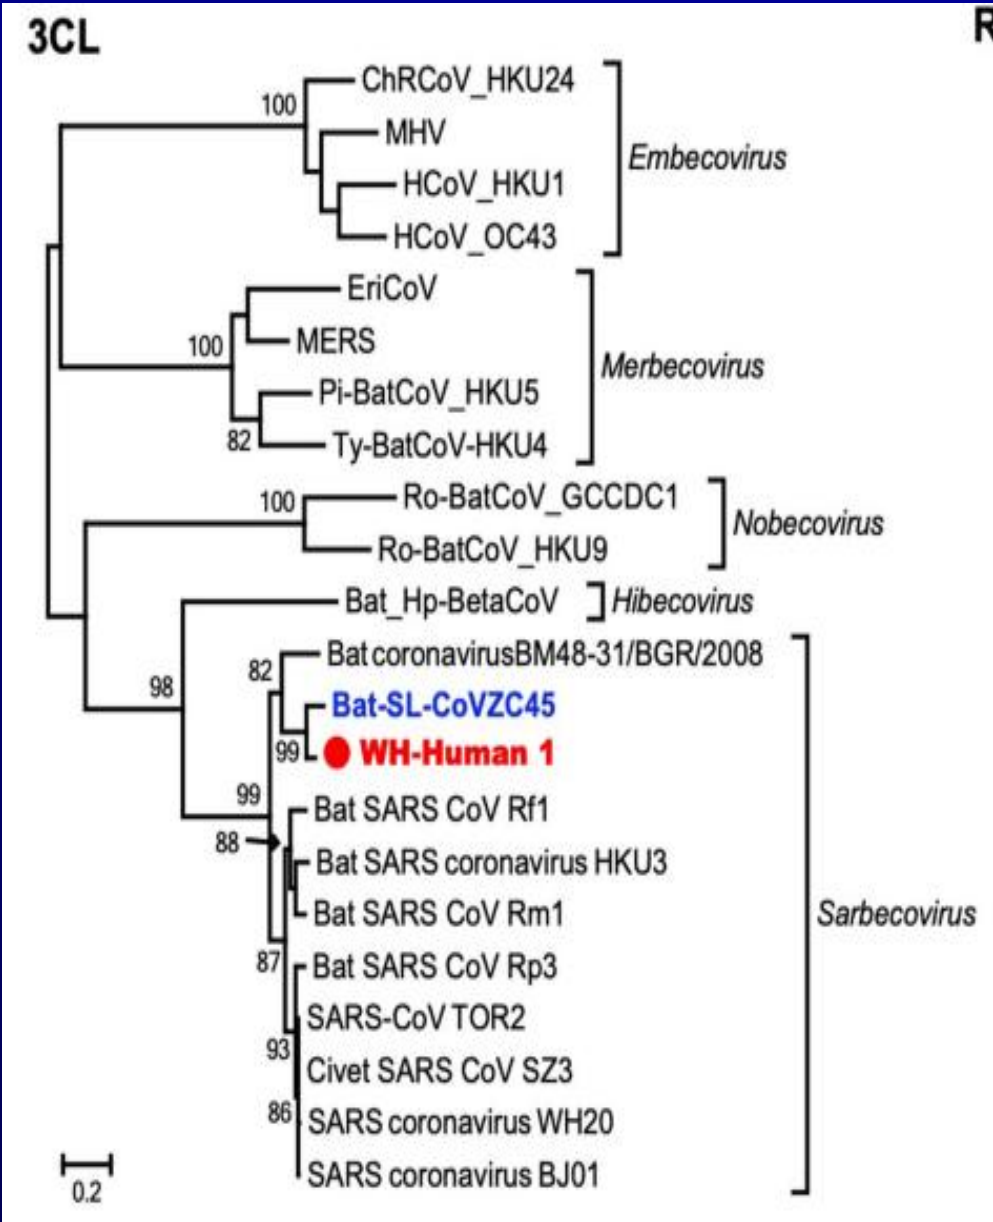 3CL
R
ChRCoV_HKU24
100
MHV
Embecovirus
HCoV_HKU1
HCoV_OC43
EriCoV
100
MERS
Merbecovirus
Pi-BatCoV_HKU5
82
Ty-BatCoV-HKU4
100
Ro-BatCoV_GCCDC1
Nobecovirus
Ro-BatCoV_HKU9
Bat_Hp-BetaCoV
Hibecovirus
Bat coronavirusBM48-31/BGR/2008
82
98
Bat-SL-CoVZC45
99
WH-Human 1
99
Bat SARS CoV Rf1
88
Bat SARS coronavirus HKU3
Bat SARS CoV Rm1
Sarbecovirus
87
Bat SARS CoV Rp3
SARS-CoV TOR2
93
Civet SARS CoV SZ3
86
SARS coronavirus WH20
SARS coronavirus BJ01
0.2